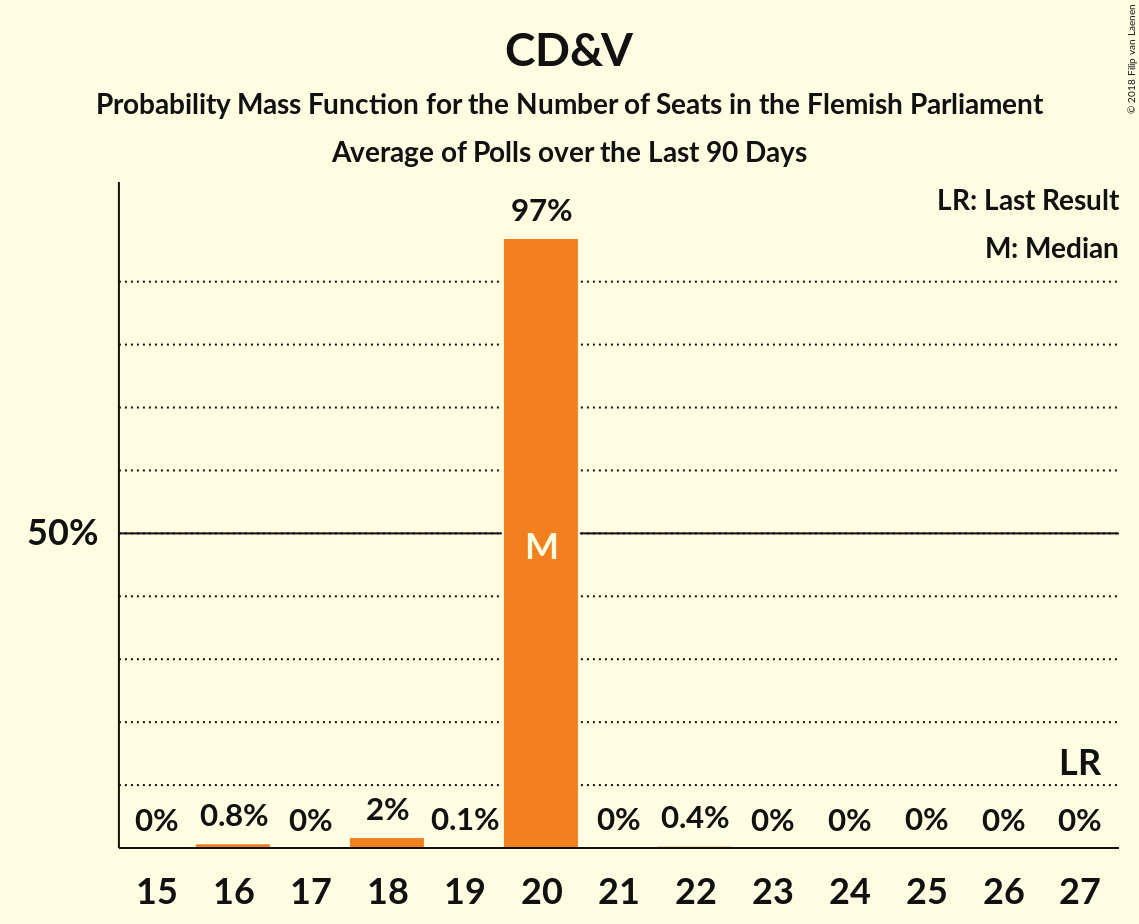 CD&V
Probability Mass Function for the Number of Seats in the Flemish Parliament
Average of Polls over the Last 90 Days
© 2018 Filip van Laenen
LR: Last Result
M: Median
97%
50%
M
LR
0% 0.8% 0% 2% 0.1% 0% 0.4% 0% 0% 0% 0% 0%
15 16 17 18 19 20 21 22 23 24 25 26 27